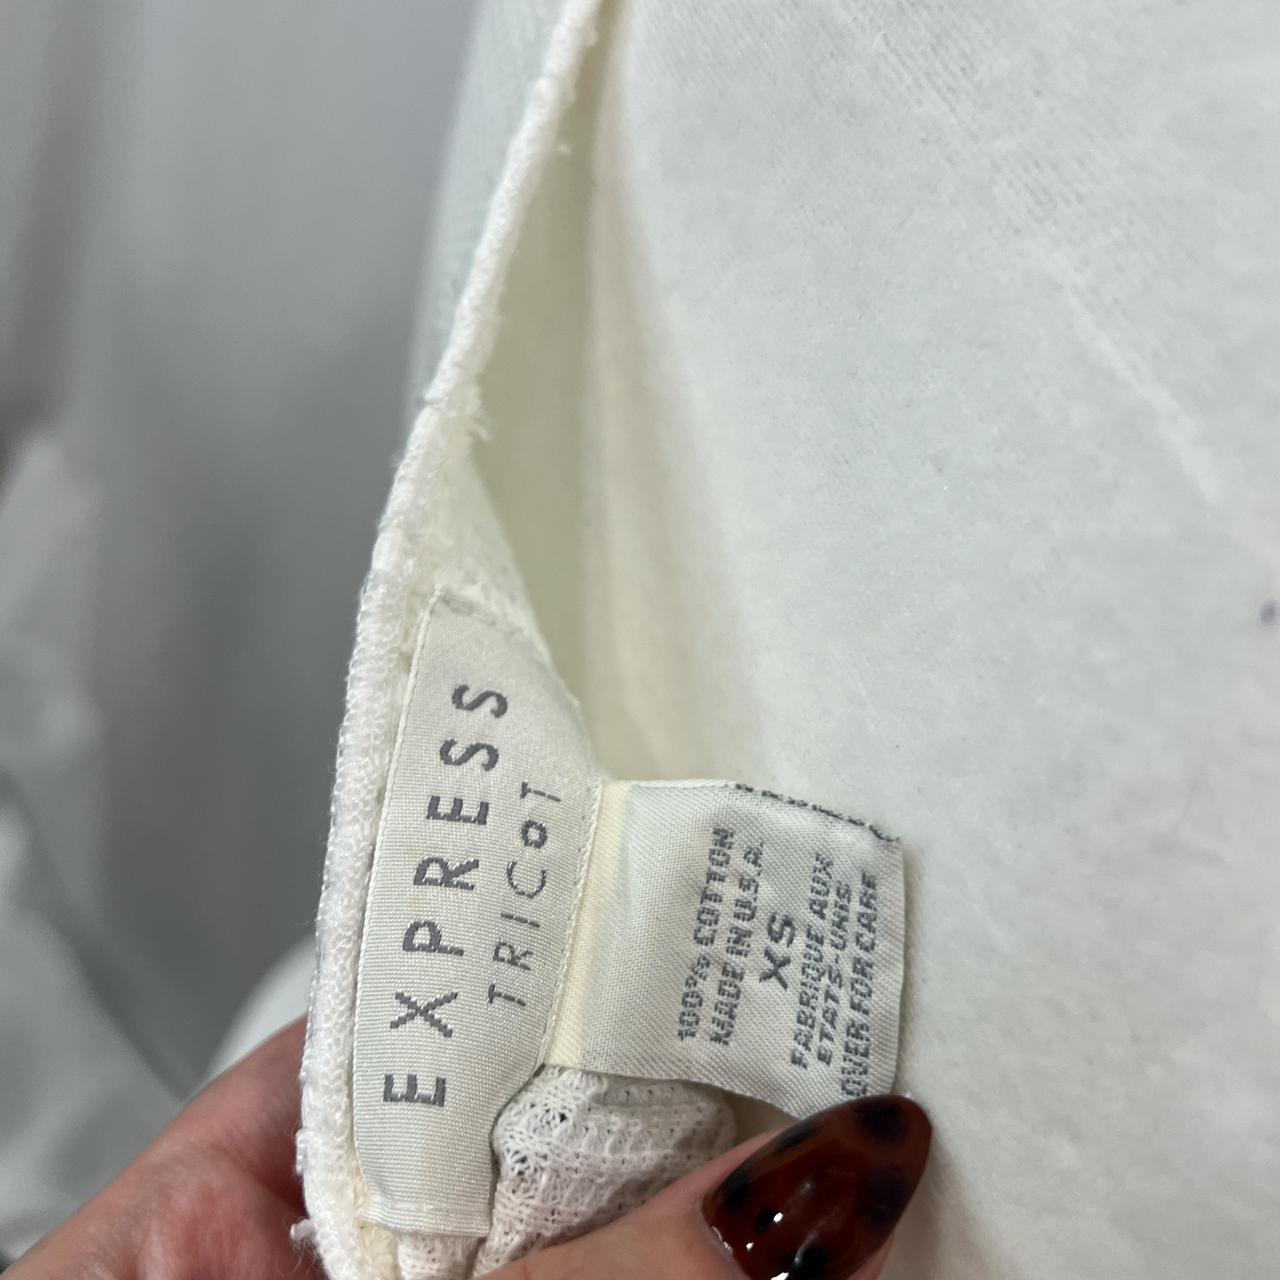 EXPRESS
TRICOT
100% COTTON
MADE IN U.S.A.
XS
FABRIQUE AUX
ETATS-UNIS
OVER FOR CARE